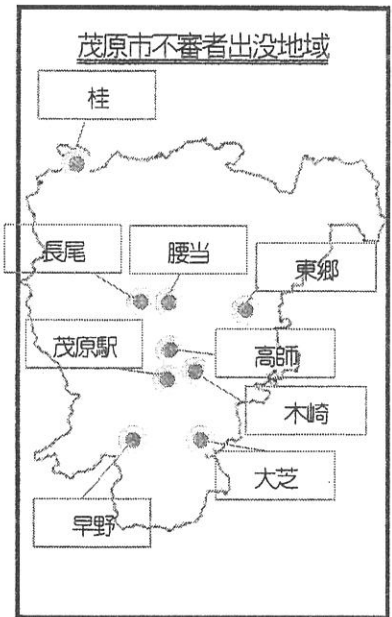 茂原市不審者出没地域
桂
長尾
腰当
東郷
茂原駅
高師
木崎
大芝
早野